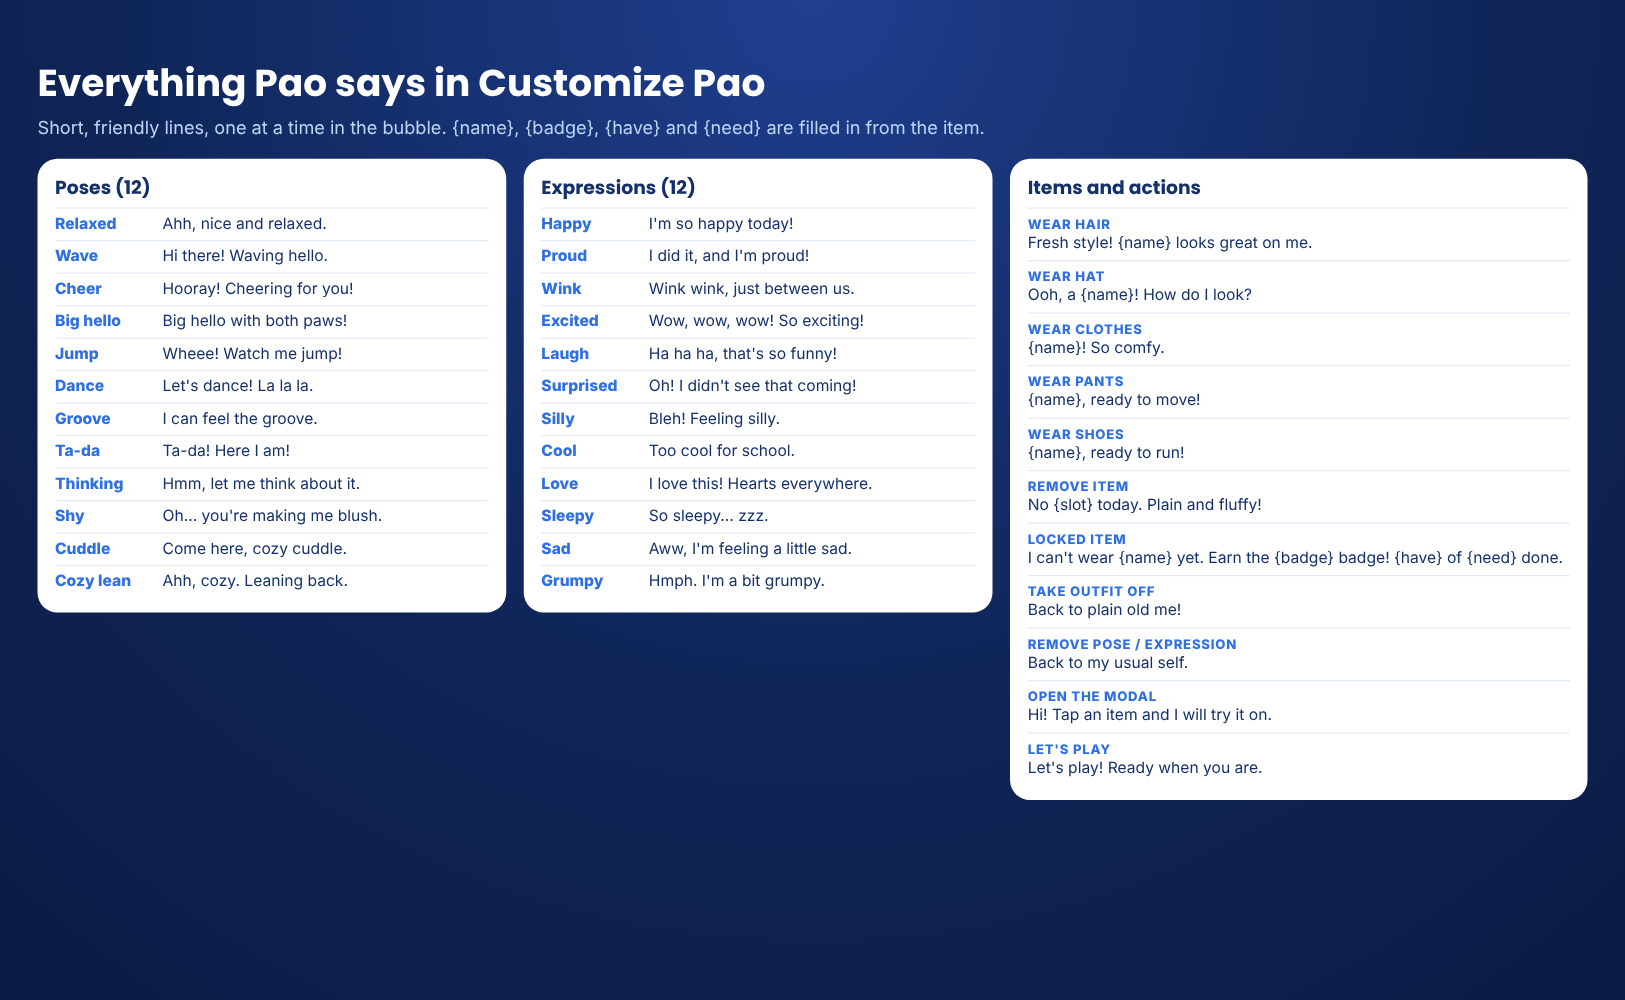 Everything Pao says in Customize Pao
Short, friendly lines, one at a time in the bubble. {name}, {badge}, {have} and {need} are filled in from the item.
Poses (12)
Relaxed Ahh, nice and relaxed.
Wave Hi there! Waving hello.
Cheer Hooray! Cheering for you!
Big hello Big hello with both paws!
Jump Wheee! Watch me jump!
Dance Let's dance! La la la.
Groove I can feel the groove.
Ta-da Ta-da! Here I am!
Thinking Hmm, let me think about it.
Shy Oh... you're making me blush.
Cuddle Come here, cozy cuddle.
Cozy lean Ahh, cozy. Leaning back.
Expressions (12)
Happy I'm so happy today!
Proud I did it, and I'm proud!
Wink Wink wink, just between us.
Excited Wow, wow, wow! So exciting!
Laugh Ha ha ha, that's so funny!
Surprised Oh! I didn't see that coming!
Silly Bleh! Feeling silly.
Cool Too cool for school.
Love I love this! Hearts everywhere.
Sleepy So sleepy... zzz.
Sad Aww, I'm feeling a little sad.
Grumpy Hmph. I'm a bit grumpy.
Items and actions
WEAR HAIR
Fresh style! {name} looks great on me.
WEAR HAT
Ooh, a {name}! How do I look?
WEAR CLOTHES
{name}! So comfy.
WEAR PANTS
{name}, ready to move!
WEAR SHOES
{name}, ready to run!
REMOVE ITEM
No {slot} today. Plain and fluffy!
LOCKED ITEM
I can't wear {name} yet. Earn the {badge} badge! {have} of {need} done.
TAKE OUTFIT OFF
Back to plain old me!
REMOVE POSE / EXPRESSION
Back to my usual self.
OPEN THE MODAL
Hi! Tap an item and I will try it on.
LET'S PLAY
Let's play! Ready when you are.